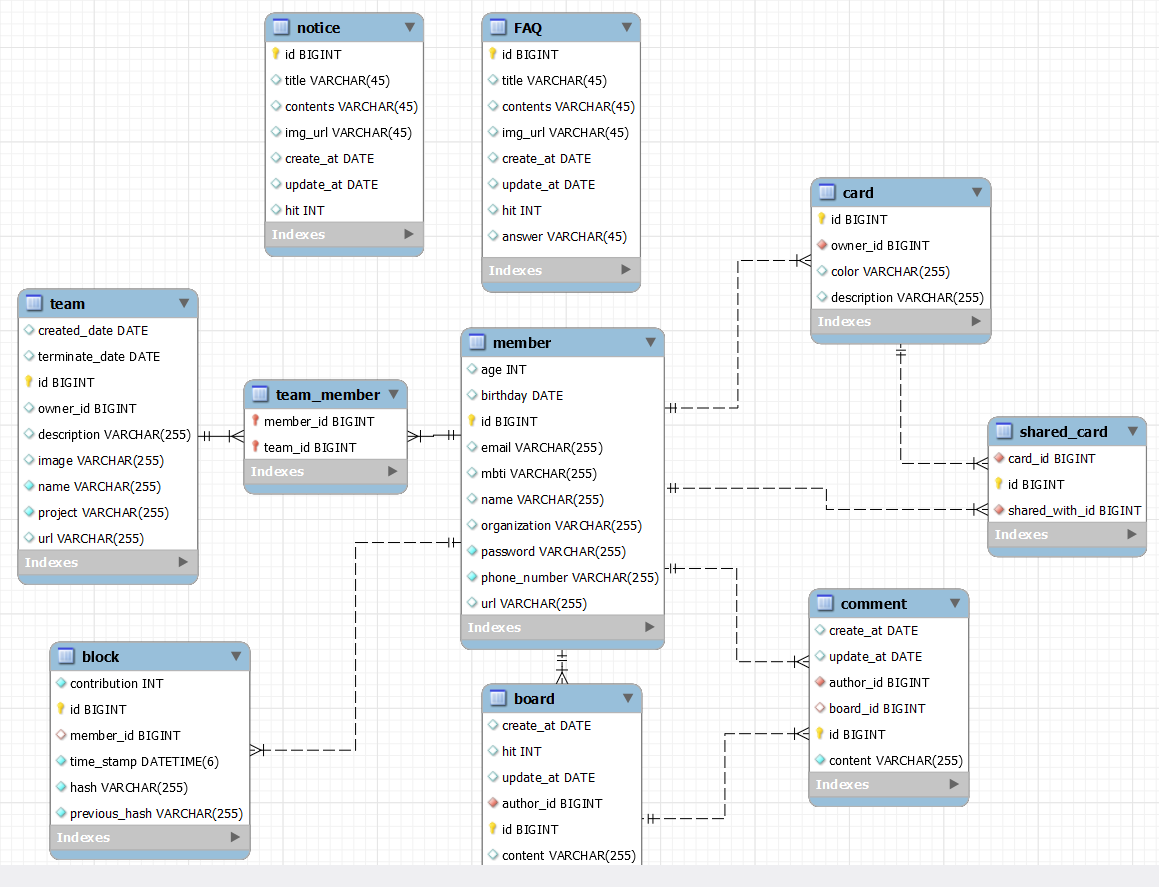 notice
id BIGINT
title VARCHAR(45)
contents VARCHAR(45)
img_url VARCHAR(45)
create_at DATE
update_at DATE
hit INT
Indexes
FAQ
id BIGINT
title VARCHAR(45)
contents VARCHAR(45)
img_url VARCHAR(45)
create_at DATE
update_at DATE
hit INT
answer VARCHAR(45)
Indexes
card
id BIGINT
owner_id BIGINT
color VARCHAR(255)
description VARCHAR(255)
Indexes
team
created_date DATE
terminate_date DATE
id BIGINT
owner_id BIGINT
description VARCHAR(255)
image VARCHAR(255)
name VARCHAR(255)
project VARCHAR(255)
url VARCHAR(255)
Indexes
team_member
member_id BIGINT
team_id BIGINT
Indexes
member
age INT
birthday DATE
id BIGINT
email VARCHAR(255)
mbti VARCHAR(255)
name VARCHAR(255)
organization VARCHAR(255)
password VARCHAR(255)
phone_number VARCHAR(255)
url VARCHAR(255)
Indexes
shared_card
card_id BIGINT
id BIGINT
shared_with_id BIGINT
Indexes
comment
create_at DATE
update_at DATE
author_id BIGINT
board_id BIGINT
id BIGINT
content VARCHAR(255)
Indexes
block
contribution INT
id BIGINT
member_id BIGINT
time_stamp DATETIME(6)
hash VARCHAR(255)
previous_hash VARCHAR(255)
Indexes
board
create_at DATE
hit INT
update_at DATE
author_id BIGINT
id BIGINT
content VARCHAR(255)